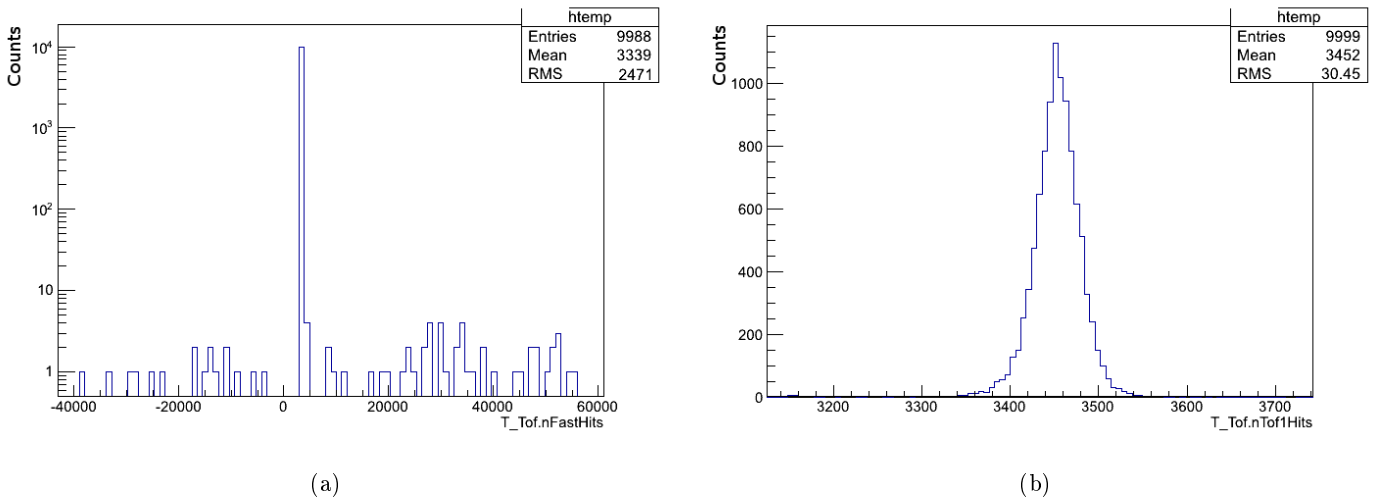 htemp
Entries 9988
Mean 3339
RMS 2471
Counts
10^4
10^3
10^2
10
1
-40000 -20000 0 20000 40000 60000
T_Tof.nFastHits
(a)
htemp
Entries 9999
Mean 3452
RMS 30.45
Counts
1000
800
600
400
200
0
3200 3300 3400 3500 3600 3700
T_Tof.nTof1Hits
(b)